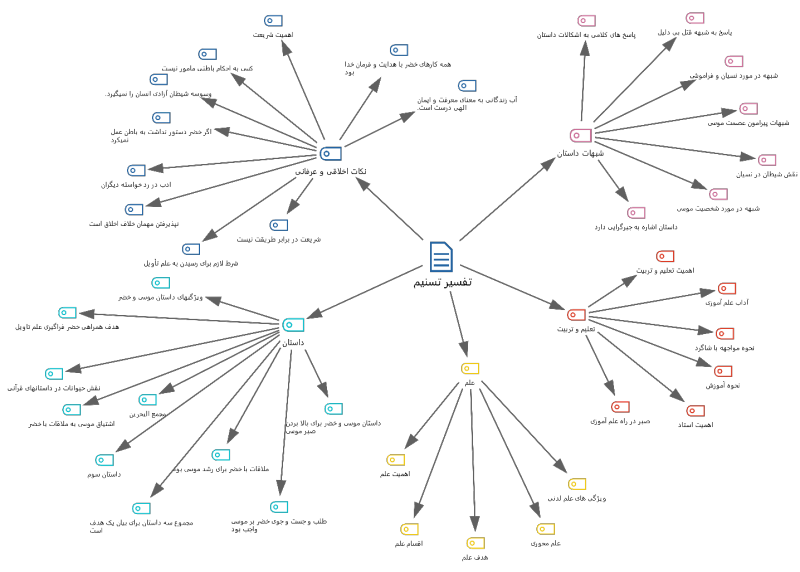 اهمیت شریعت
کسی به احکام باطنی مامور نیست
همه کارهای خضر با هدایت و فرمان خدا
بود
وسوسه شیطان آزادی انسان را نمیگیرد.
آب زندگانی به معنای معرفت و ایمان
الهی درست است.
اگر خضر دستور نداشت به باطن عمل
نمیکرد
نکات اخلاقی و عرفانی
ادب در رد خواسته دیگران
نپذیرفتن مهمان خلاف اخلاق است
شریعت در برابر طریقت نیست
شرط لازم برای رسیدن به علم تأویل
پاسخ های کلامی به اشکالات داستان
پاسخ به شبهه قتل بی دلیل
شبهه در مورد نسیان و فراموشی
شبهات پیرامون عصمت موسی
شبهات داستان
نقش شیطان در نسیان
شبهه در مورد شخصیت موسی
داستان اشاره به جبرگرایی دارد
تفسیر تسنیم
اهمیت تعلیم و تربیت
آداب علم آموزی
تعلیم و تربیت
نحوه مواجهه با شاگرد
نحوه آموزش
صبر در راه علم آموزی
اهمیت استاد
ویژگیهای داستان موسی و خضر
هدف همراهی خضر فراگیری علم تاویل
داستان
نقش حیوانات در داستانهای قرآنی
مجمع البحرین
اشتیاق موسی به ملاقات با خضر
داستان موسی و خضر برای بالا بردن
صبر موسی
داستان سوم
ملاقات با خضر برای رشد موسی بود
مجموع سه داستان برای بیان یک هدف
است
طلب و جست و جوی خضر بر موسی
واجب بود
علم
اهمیت علم
ویژگی های علم لدنی
اقسام علم
هدف علم
علم محوری